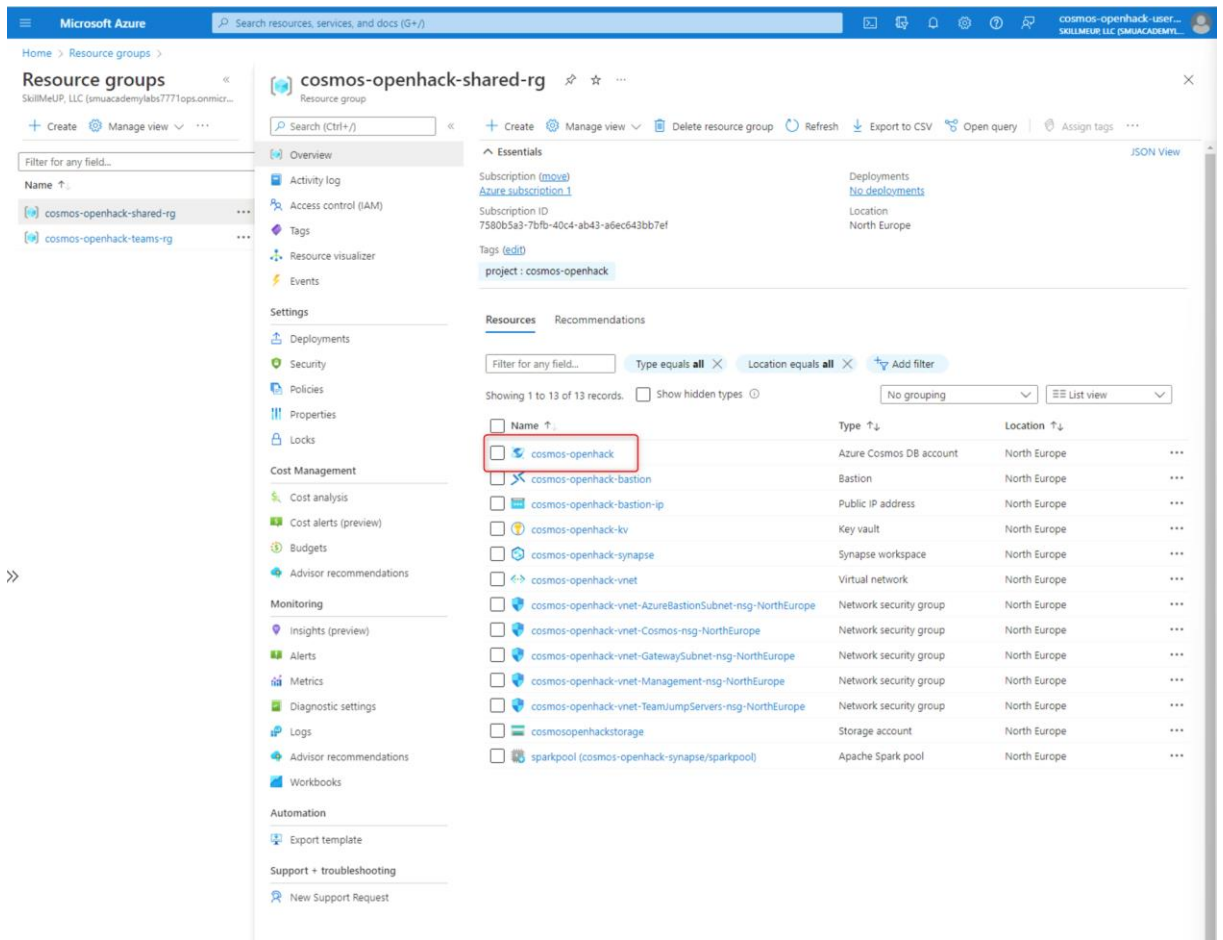 Microsoft Azure
Search resources, services, and docs (G+/)
cosmos-openhack-user...
SKILLMEUP, LLC (SMUACADEMYL...
Home > Resource groups >
Resource groups
SkillMeUP, LLC (smuacademylabs7771ops.onmicr...
+ Create Manage view ...
Filter for any field...
Name ↑
cosmos-openhack-shared-rg ...
cosmos-openhack-teams-rg ...
cosmos-openhack-shared-rg ...
Resource group
Search (Ctrl+/)
Overview
Activity log
Access control (IAM)
Tags
Resource visualizer
Events
Settings
Deployments
Security
Policies
Properties
Locks
Cost Management
Cost analysis
Cost alerts (preview)
Budgets
Advisor recommendations
Monitoring
Insights (preview)
Alerts
Metrics
Diagnostic settings
Logs
Advisor recommendations
Workbooks
Automation
Export template
Support + troubleshooting
New Support Request
+ Create Manage view Delete resource group Refresh Export to CSV Open query Assign tags ...
Essentials JSON View
Subscription (move)
Azure subscription 1
Subscription ID
7580b5a3-7bfb-40c4-ab43-a6ec643bb7ef
Deployments
No deployments
Location
North Europe
Tags (edit)
project : cosmos-openhack
Resources Recommendations
Filter for any field... Type equals all Location equals all Add filter
Showing 1 to 13 of 13 records. Show hidden types No grouping List view
Name ↑ Type ↑↓ Location ↑↓
cosmos-openhack Azure Cosmos DB account North Europe ...
cosmos-openhack-bastion Bastion North Europe ...
cosmos-openhack-bastion-ip Public IP address North Europe ...
cosmos-openhack-kv Key vault North Europe ...
cosmos-openhack-synapse Synapse workspace North Europe ...
cosmos-openhack-vnet Virtual network North Europe ...
cosmos-openhack-vnet-AzureBastionSubnet-nsg-NorthEurope Network security group North Europe ...
cosmos-openhack-vnet-Cosmos-nsg-NorthEurope Network security group North Europe ...
cosmos-openhack-vnet-GatewaySubnet-nsg-NorthEurope Network security group North Europe ...
cosmos-openhack-vnet-Management-nsg-NorthEurope Network security group North Europe ...
cosmos-openhack-vnet-TeamJumpServers-nsg-NorthEurope Network security group North Europe ...
cosmosopenhackstorage Storage account North Europe ...
sparkpool (cosmos-openhack-synapse/sparkpool) Apache Spark pool North Europe ...